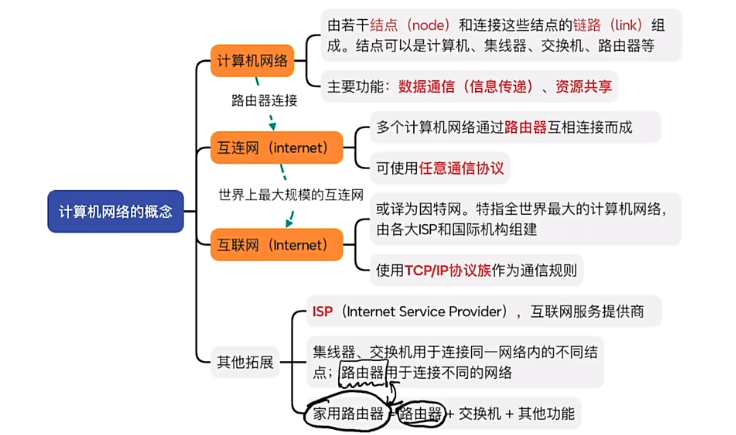 由若干结点（node）和连接这些结点的链路（link）组
成。结点可以是计算机、集线器、交换机、路由器等
计算机网络
主要功能：数据通信（信息传递）、资源共享
路由器连接
多个计算机网络通过路由器互相连接而成
互连网（internet）
可使用任意通信协议
世界上最大规模的互连网
计算机网络的概念
或译为因特网。特指全世界最大的计算机网络，
由各大ISP和国际机构组建
互联网（Internet）
使用TCP/IP协议族作为通信规则
ISP（Internet Service Provider），互联网服务提供商
其他拓展
集线器、交换机用于连接同一网络内的不同结
点；路由器用于连接不同的网络
家用路由器 = 路由器 + 交换机 + 其他功能